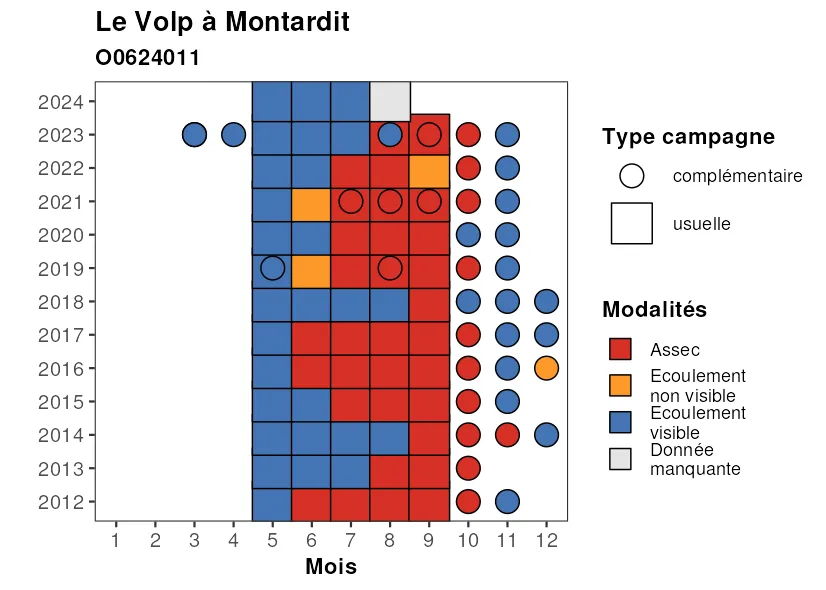 Le Volp à Montardit
O0624011
2024
2023
2022
2021
2020
2019
2018
2017
2016
2015
2014
2013
2012
1 2 3 4 5 6 7 8 9 10 11 12
Mois
Type campagne
complémentaire
usuelle
Modalités
Assec
Ecoulement
non visible
Ecoulement
visible
Donnée
manquante